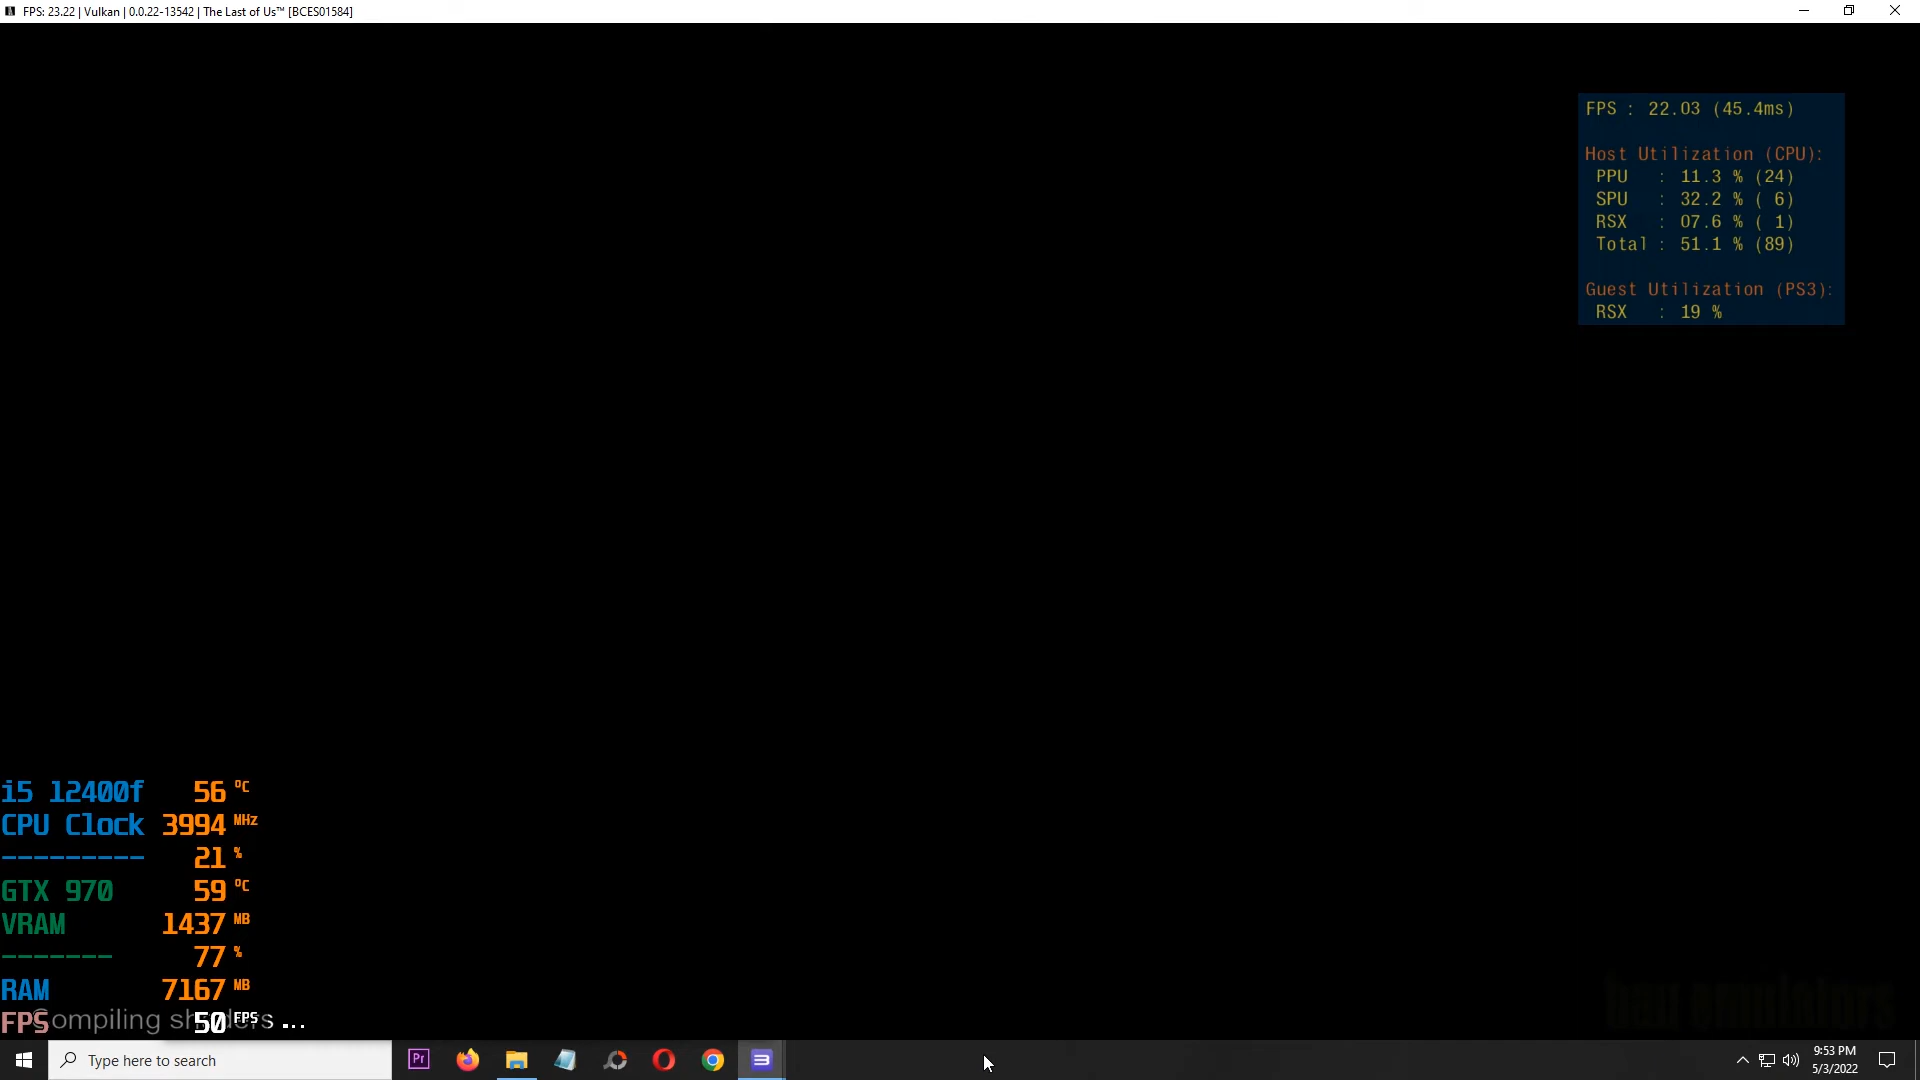 FPS: 23.22 | Vulkan | 0.0.22-13542 | The Last of Us™ [BCES01584]
FPS : 22.03 (45.4ms)
Host Utilization (CPU):
PPU : 11.3 % (24)
SPU : 32.2 % ( 6)
RSX : 07.6 % ( 1)
Total : 51.1 % (89)
Guest Utilization (PS3):
RSX : 19 %
i5 12400f 56 °C
CPU Clock 3994 MHz
--------- 21 %
GTX 970 59 °C
VRAM 1437 MB
------- 77 %
RAM 7167 MB
FPS 50 FPS
Compiling shaders ...
Type here to search
Pr
9:53 PM
5/3/2022